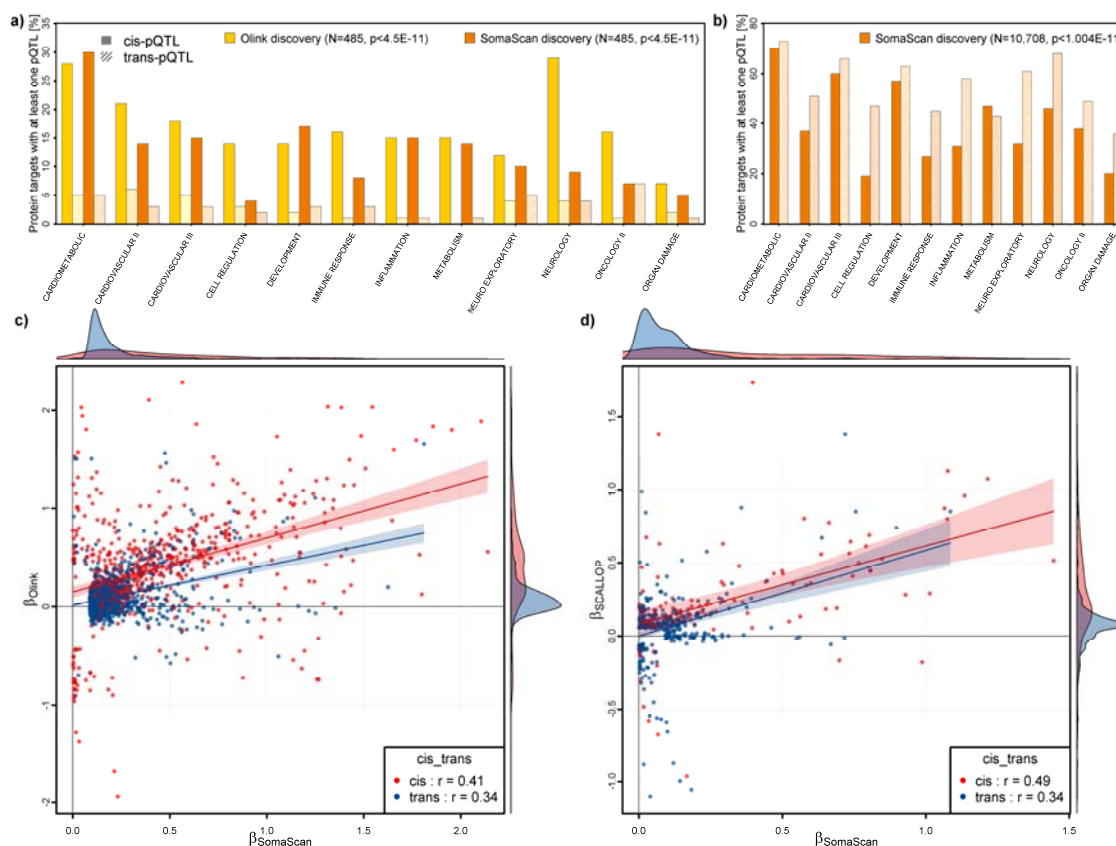 a)
Protein targets with at least one pQTL [%]
35
30
25
20
15
10
5
0
cis-pQTL
trans-pQTL
Olink discovery (N=485, p<4.5E-11)
SomaScan discovery (N=485, p<4.5E-11)
CARDIOMETABOLIC
CARDIOVASCULAR II
CARDIOVASCULAR III
CELL REGULATION
DEVELOPMENT
IMMUNE RESPONSE
INFLAMMATION
METABOLISM
NEURO EXPLORATORY
NEUROLOGY
ONCOLOGY II
ORGAN DAMAGE
b)
Protein targets with at least one pQTL [%]
80
60
40
20
0
SomaScan discovery (N=10,708, p<1.004E-11
CARDIOMETABOLIC
CARDIOVASCULAR II
CARDIOVASCULAR III
CELL REGULATION
DEVELOPMENT
IMMUNE RESPONSE
INFLAMMATION
METABOLISM
NEURO EXPLORATORY
NEUROLOGY
ONCOLOGY II
ORGAN DAMAGE
c)
βOlink
2
1
0
-1
-2
cis_trans
cis : r = 0.41
trans : r = 0.34
0.0
0.5
1.0
1.5
2.0
βSomaScan
d)
βSCALLOP
1.5
1.0
0.5
0.0
-0.5
-1.0
cis_trans
cis : r = 0.49
trans : r = 0.34
0.0
0.5
1.0
1.5
βSomaScan